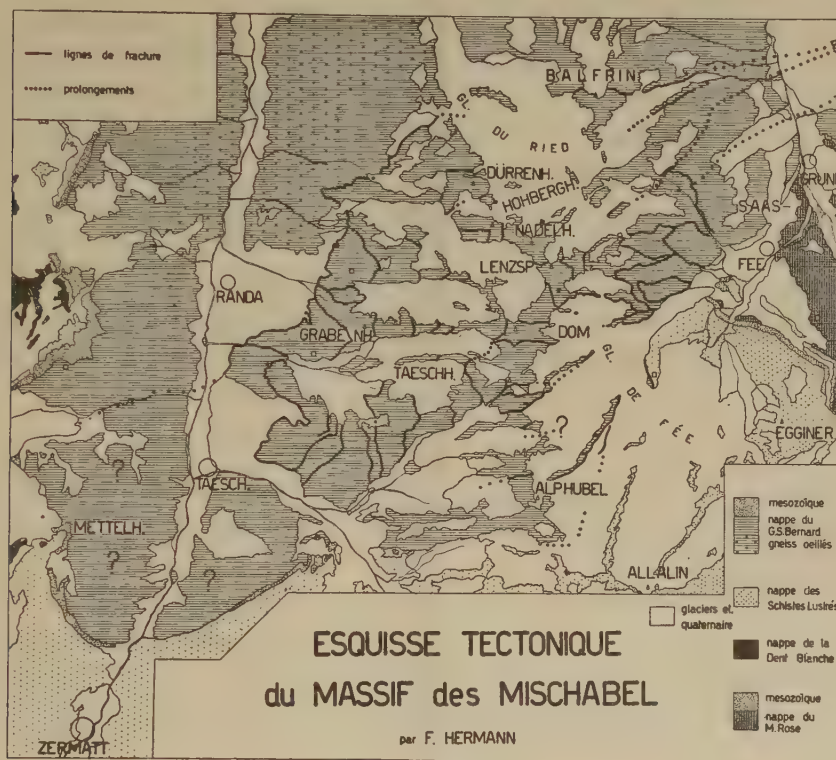 lignes de fracture
prolongements
BALFRIN
GL. DU RIED
DÜRRENH.
HOHBERGH.
NADELH.
LENZSP
SAAS
GRUND
FEE
RANDA
GRABENH.
DOM
TAESCHH.
GL. DE FÉE
?
EGGINER
?
TAESCH.
ALPHUBEL
METTELH.
?
?
ALLALIN
mesozoïque
nappe du
G.S.Bernard
gneiss oeillés
nappe des
Schistes Lustrés
glaciers et.
quaternaire
nappe de la
Dent Blanche
mesozoïque
nappe du
M. Rose
ESQUISSE TECTONIQUE
du MASSIF des MISCHABEL
par F. HERMANN
ZERMATT